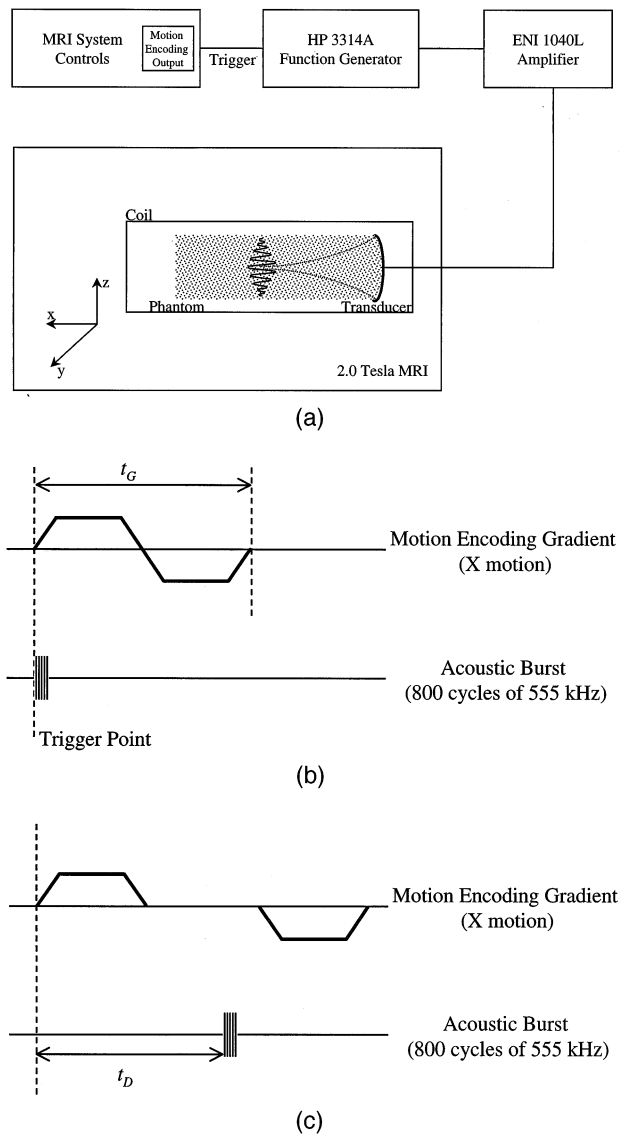 MRI System
Controls
Motion
Encoding
Output
Trigger
HP 3314A
Function Generator
ENI 1040L
Amplifier
Coil
Phantom
Transducer
z
x
y
2.0 Tesla MRI
(a)
tG
Motion Encoding Gradient
(X motion)
Acoustic Burst
(800 cycles of 555 kHz)
Trigger Point
(b)
Motion Encoding Gradient
(X motion)
Acoustic Burst
(800 cycles of 555 kHz)
tD
(c)